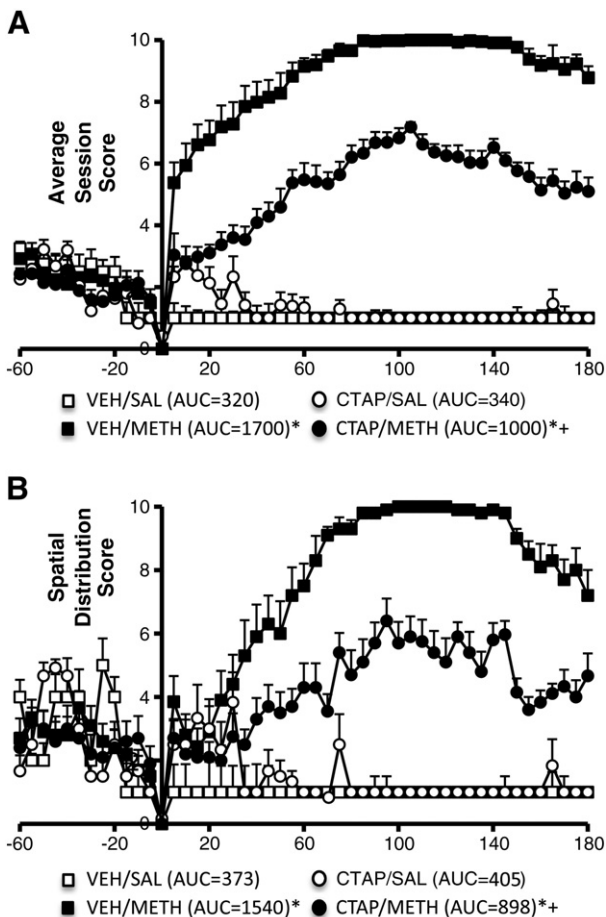 A
10
8
6
4
2
0
Average
Session
Score
-60 -20 20 60 100 140 180
VEH/SAL (AUC=320) CTAP/SAL (AUC=340)
VEH/METH (AUC=1700)* CTAP/METH (AUC=1000)*+
B
10
8
6
4
2
0
Spatial
Distribution
Score
-60 -20 20 60 100 140 180
VEH/SAL (AUC=373) CTAP/SAL (AUC=405)
VEH/METH (AUC=1540)* CTAP/METH (AUC=898)*+